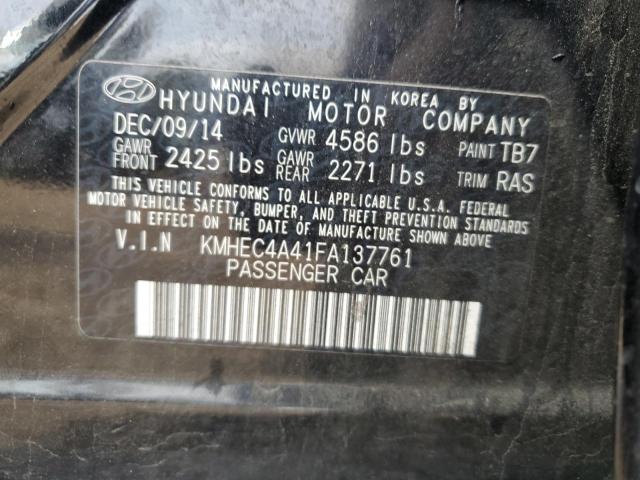 MANUFACTURED IN KOREA BY
HYUNDAI MOTOR COMPANY
DEC/09/14 GVWR 4586 lbs PAINT TB7
GAWR FRONT 2425 lbs GAWR REAR 2271 lbs TRIM RAS
THIS VEHICLE CONFORMS TO ALL APPLICABLE U.S.A. FEDERAL
MOTOR VEHICLE SAFETY, BUMPER, AND THEFT PREVENTION STANDARDS
IN EFFECT ON THE DATE OF MANUFACTURE SHOWN ABOVE.
V.I.N KMHEC4A41FA137761
PASSENGER CAR